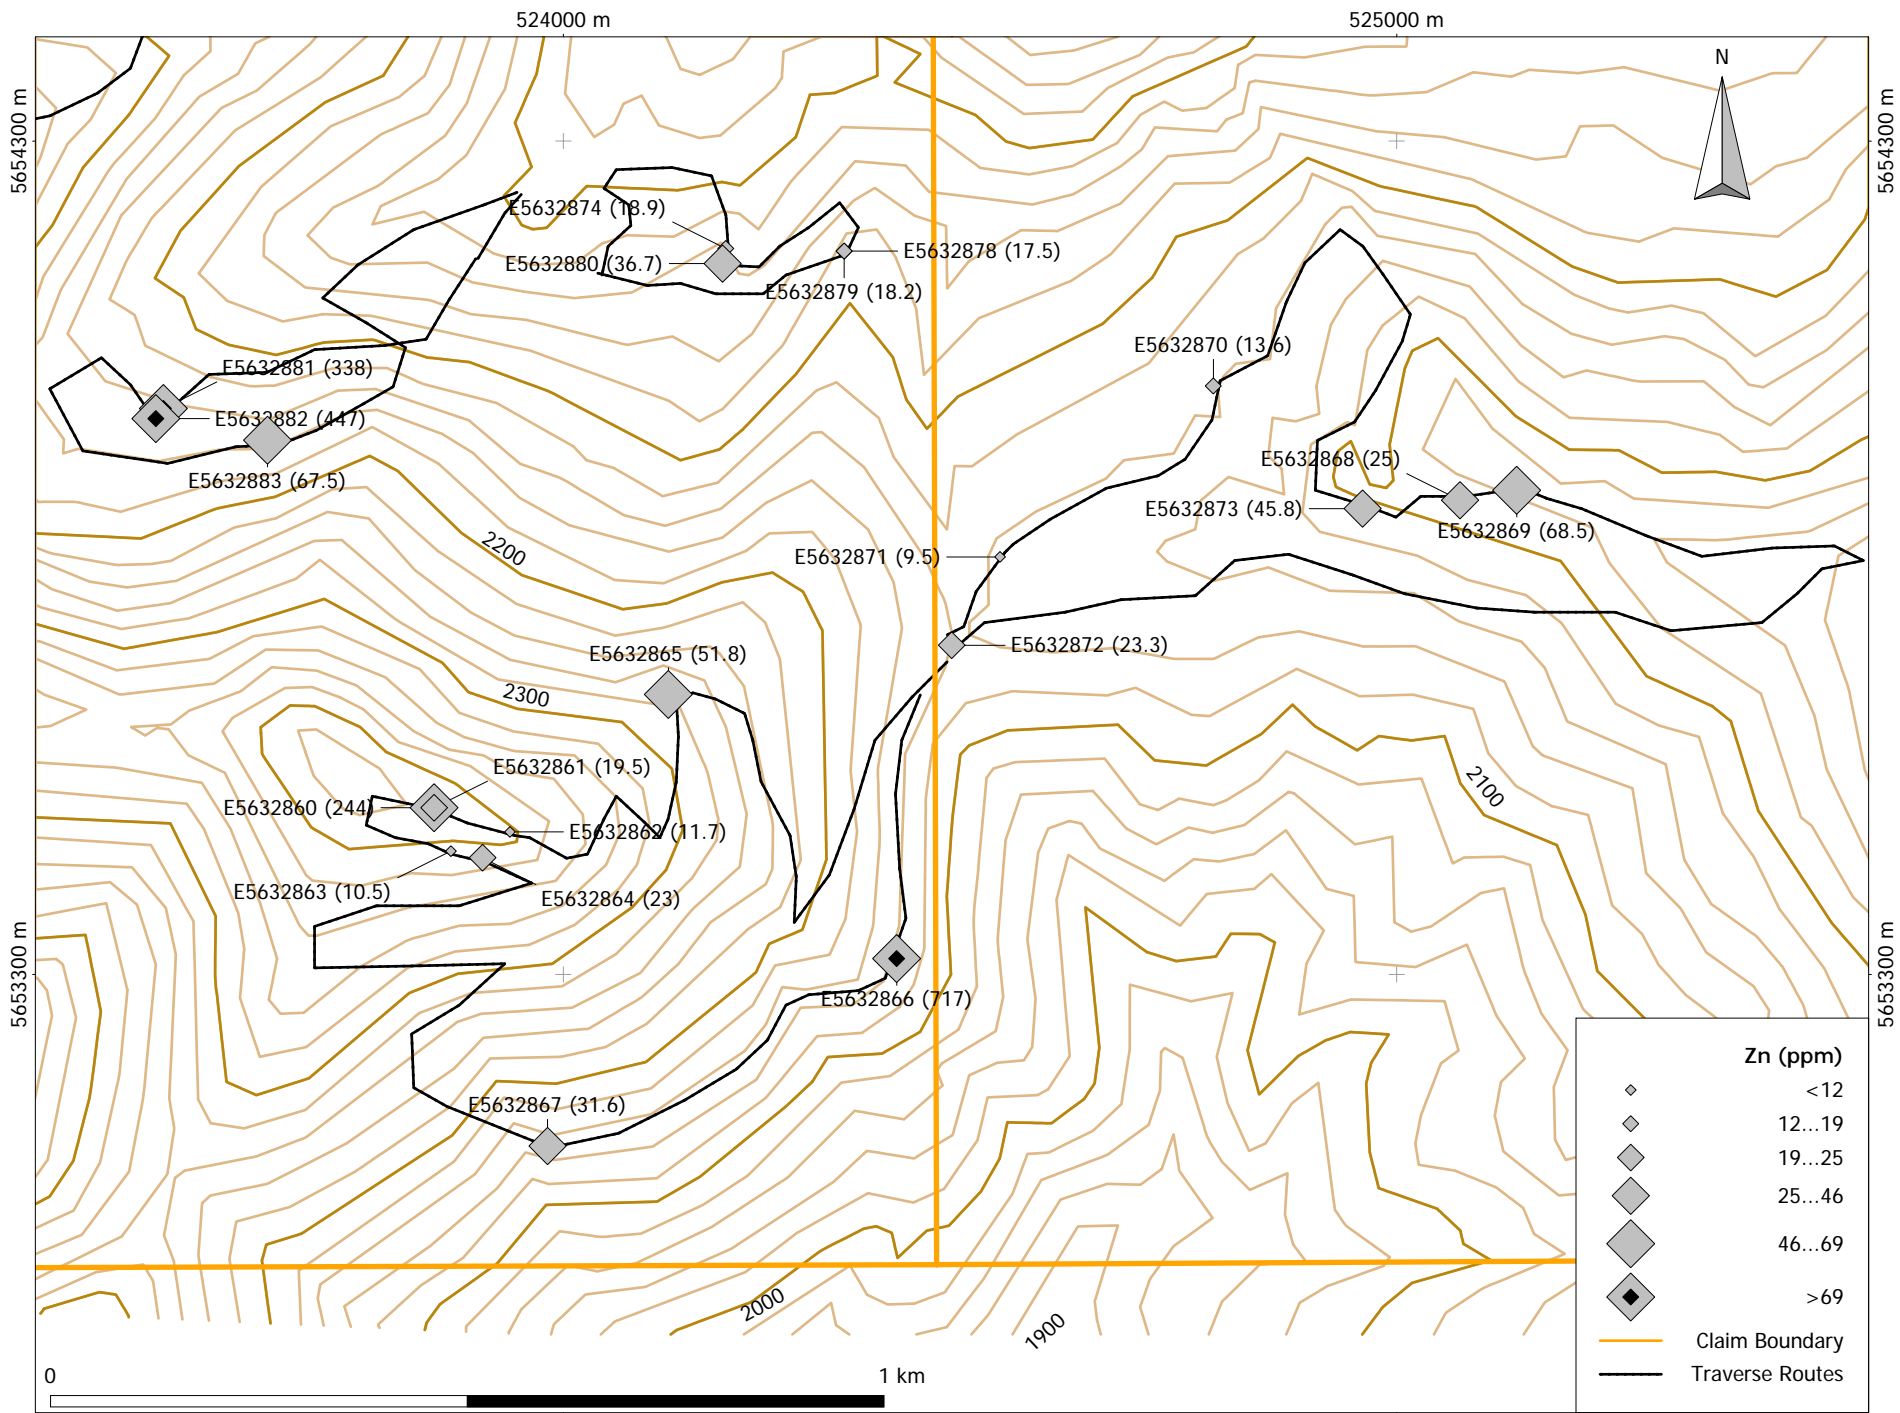 524000 m
525000 m
5654300 m
5654300 m
N
E5632874 (18.9)
E5632880 (36.7)
E5632878 (17.5)
E5632879 (18.2)
E5632870 (13.6)
E5632881 (338)
E5632882 (447)
E5632883 (67.5)
E5632868 (25)
E5632873 (45.8)
E5632869 (68.5)
2200
E5632871 (9.5)
E5632872 (23.3)
E5632865 (51.8)
2300
E5632861 (19.5)
E5632860 (244)
2100
E5632862 (11.7)
E5632863 (10.5)
E5632864 (23)
5653300 m
5653300 m
E5632866 (717)
E5632867 (31.6)
2000
1900
Zn (ppm)
<12
12...19
19...25
25...46
46...69
>69
Claim Boundary
Traverse Routes
0
1 km